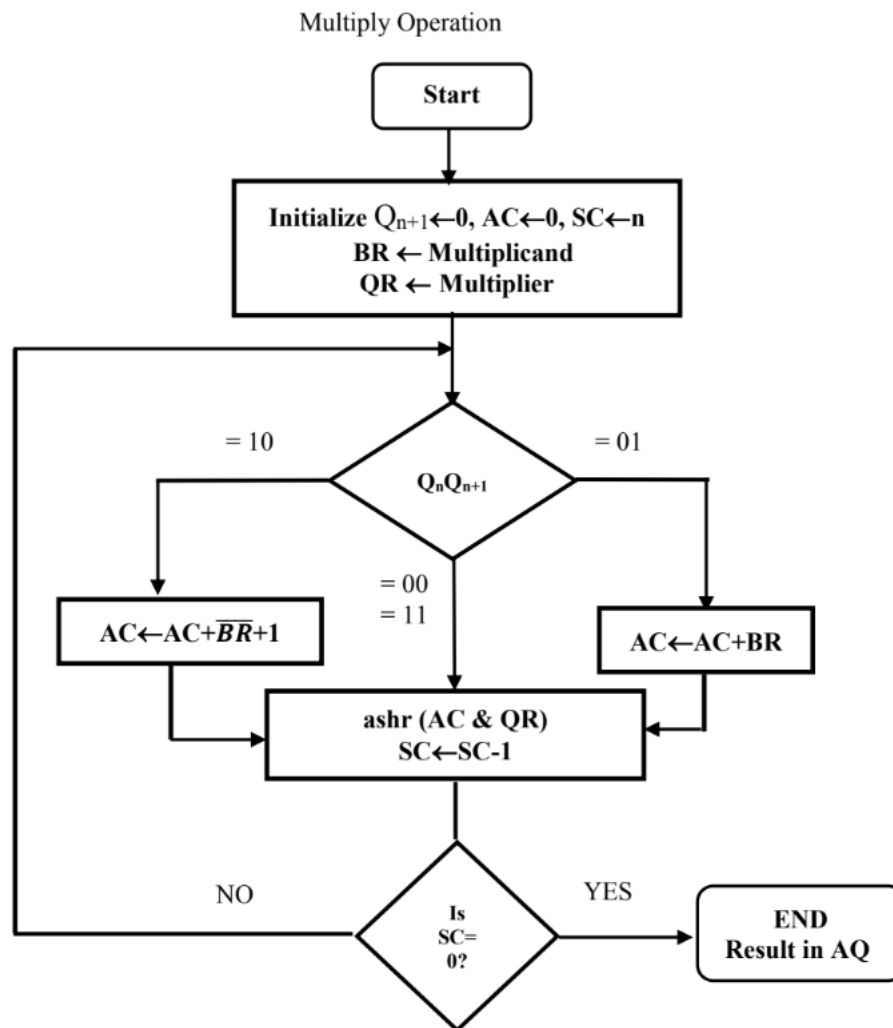 Multiply Operation
Start
Initialize Qn+1←0, AC←0, SC←n
BR ← Multiplicand
QR ← Multiplier
= 10
= 01
QnQn+1
= 00
= 11
AC←AC+B̅R̅+1
AC←AC+BR
ashr (AC & QR)
SC←SC-1
NO
YES
Is
SC=
0?
END
Result in AQ